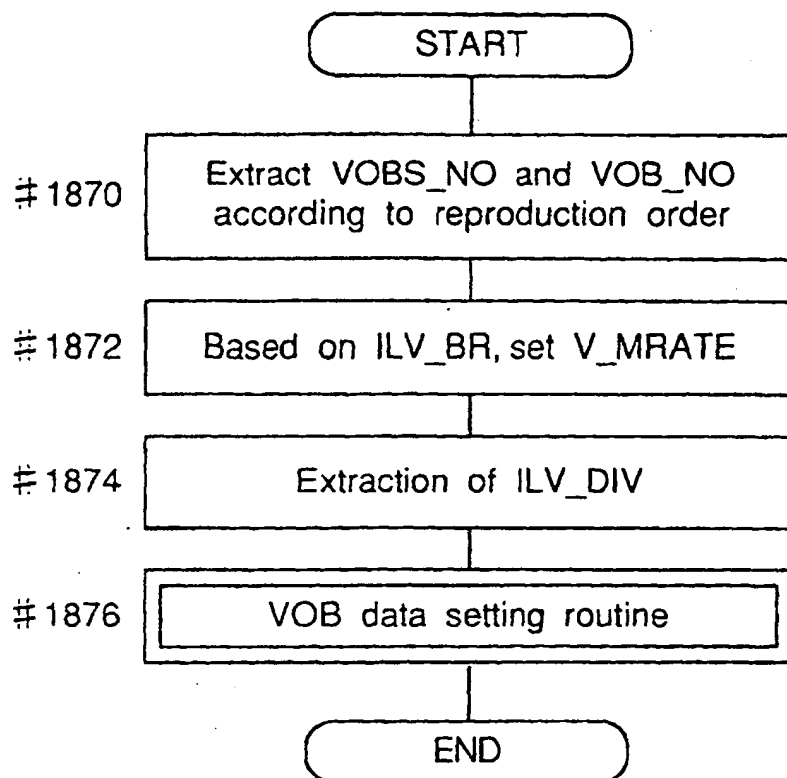 START
#1870
Extract VOBS_NO and VOB_NO
according to reproduction order
#1872
Based on ILV_BR, set V_MRATE
#1874
Extraction of ILV_DIV
#1876
VOB data setting routine
END